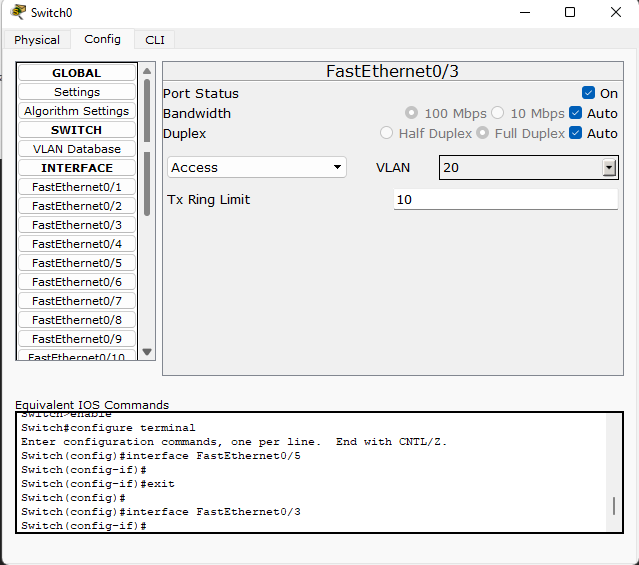 Switch0
Physical Config CLI
GLOBAL
Settings
Algorithm Settings
SWITCH
VLAN Database
INTERFACE
FastEthernet0/1
FastEthernet0/2
FastEthernet0/3
FastEthernet0/4
FastEthernet0/5
FastEthernet0/6
FastEthernet0/7
FastEthernet0/8
FastEthernet0/9
FastEthernet0/10
FastEthernet0/3
Port Status On
Bandwidth 100 Mbps 10 Mbps Auto
Duplex Half Duplex Full Duplex Auto
Access VLAN 20
Tx Ring Limit 10
Equivalent IOS Commands
Switch>enable
Switch#configure terminal
Enter configuration commands, one per line.  End with CNTL/Z.
Switch(config)#interface FastEthernet0/5
Switch(config-if)#
Switch(config-if)#exit
Switch(config)#
Switch(config)#interface FastEthernet0/3
Switch(config-if)#